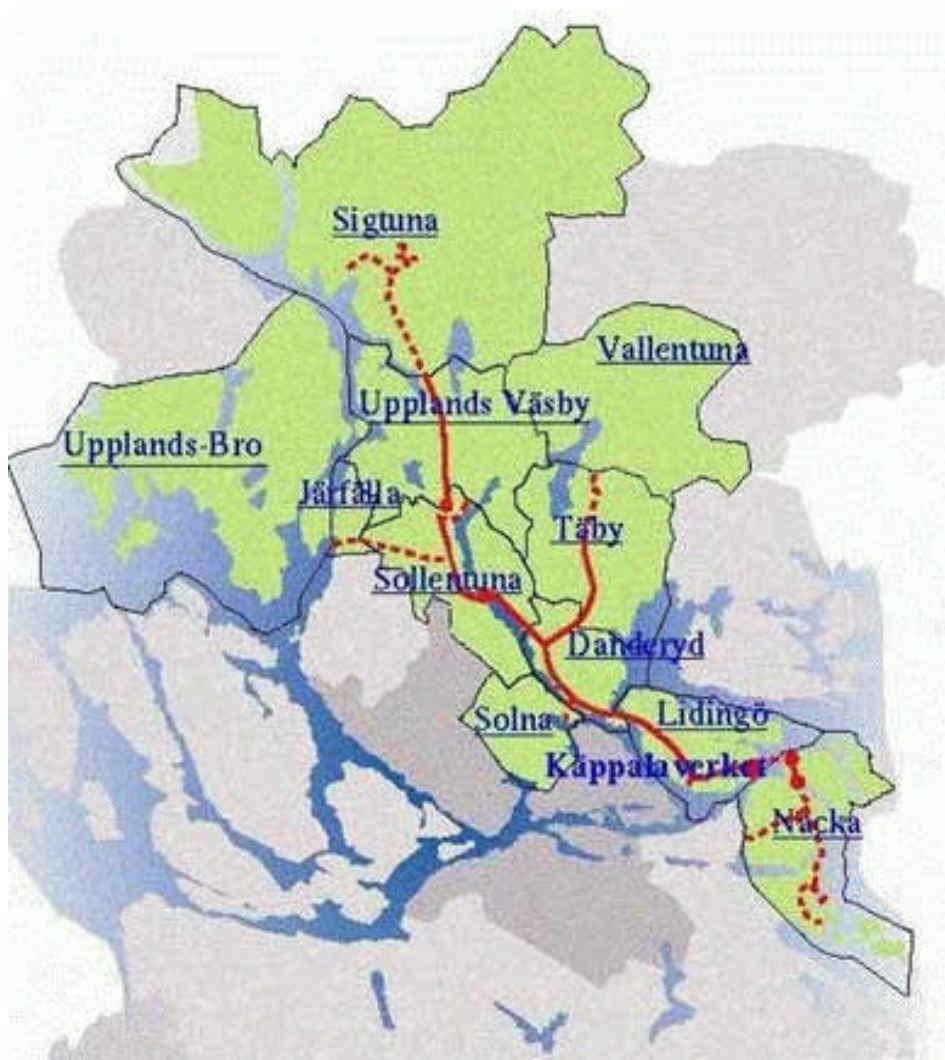 Sigtuna
Vallentuna
Upplands Väsby
Upplands-Bro
Järfälla
Täby
Sollentuna
Danderyd
Solna
Lidingö
Käppalaverket
Nacka